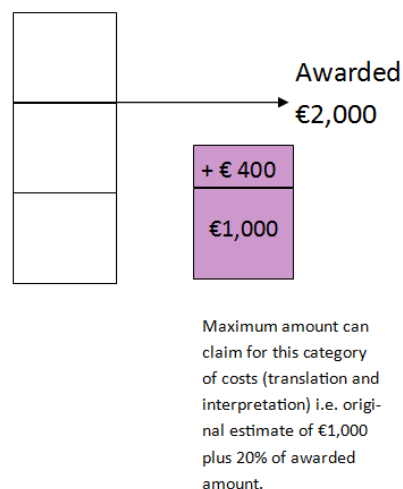 Awarded
€2,000
+ € 400
€1,000
Maximum amount can
claim for this category
of costs (translation and
interpretation) i.e. origi-
nal estimate of €1,000
plus 20% of awarded
amount.